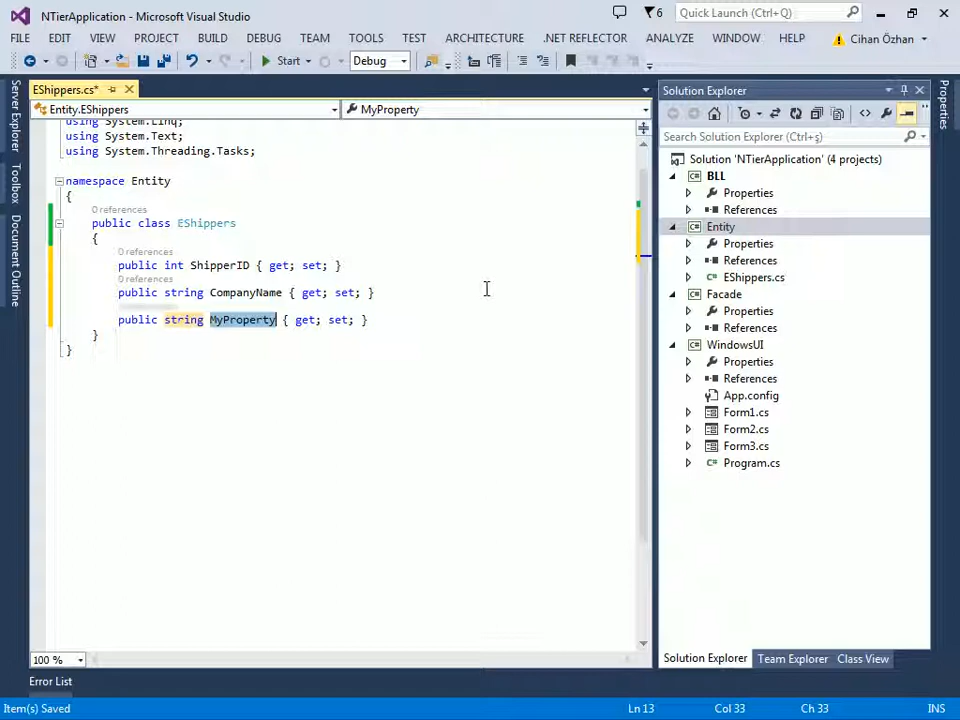 NTierApplication - Microsoft Visual Studio
6
Quick Launch (Ctrl+Q)
FILE EDIT VIEW PROJECT BUILD DEBUG TEAM TOOLS TEST ARCHITECTURE .NET REFLECTOR ANALYZE WINDOW HELP Cihan Özhan
Start Debug
Server Explorer
Toolbox
Document Outline
EShippers.cs*
Entity.EShippers
MyProperty
using System.Linq;
using System.Text;
using System.Threading.Tasks;
namespace Entity
{
0 references
public class EShippers
{
0 references
public int ShipperID { get; set; }
0 references
public string CompanyName { get; set; }
public string MyProperty { get; set; }
}
}
100 %
Solution Explorer
Search Solution Explorer (Ctrl+ş)
Solution 'NTierApplication' (4 projects)
BLL
Properties
References
Entity
Properties
References
EShippers.cs
Facade
WindowsUI
Properties
References
App.config
Form1.cs
Form2.cs
Form3.cs
Program.cs
Solution Explorer Team Explorer Class View
Properties
Error List
Item(s) Saved
Ln 13 Col 33 Ch 33 INS